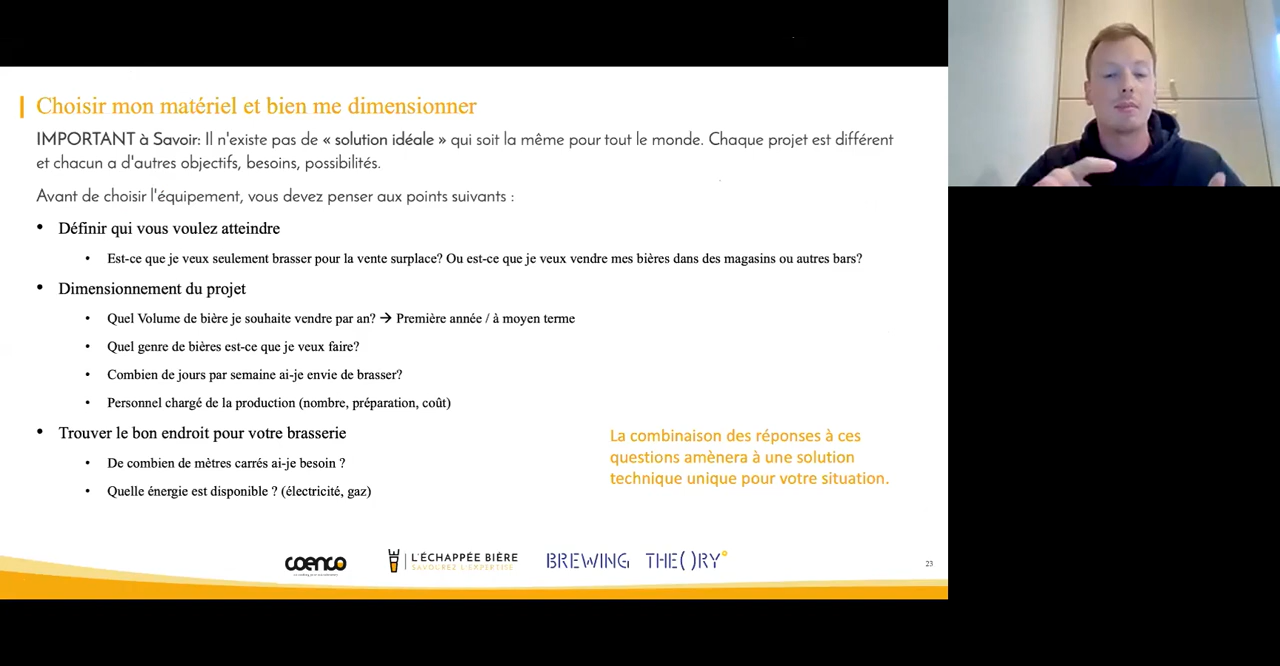 Choisir mon matériel et bien me dimensionner
IMPORTANT à Savoir: Il n'existe pas de « solution idéale » qui soit la même pour tout le monde. Chaque projet est différent
et chacun a d'autres objectifs, besoins, possibilités.
Avant de choisir l'équipement, vous devez penser aux points suivants :
• Définir qui vous voulez atteindre
• Est-ce que je veux seulement brasser pour la vente surplace? Ou est-ce que je veux vendre mes bières dans des magasins ou autres bars?
• Dimensionnement du projet
• Quel Volume de bière je souhaite vendre par an? → Première année / à moyen terme
• Quel genre de bières est-ce que je veux faire?
• Combien de jours par semaine ai-je envie de brasser?
• Personnel chargé de la production (nombre, préparation, coût)
• Trouver le bon endroit pour votre brasserie
• De combien de mètres carrés ai-je besoin ?
• Quelle énergie est disponible ? (électricité, gaz)
La combinaison des réponses à ces
questions amènera à une solution
technique unique pour votre situation.
coenco
L'ÉCHAPPÉE BIÈRE
SAVOUREZ L'EXPERTISE
BREWING THE( )RY
23